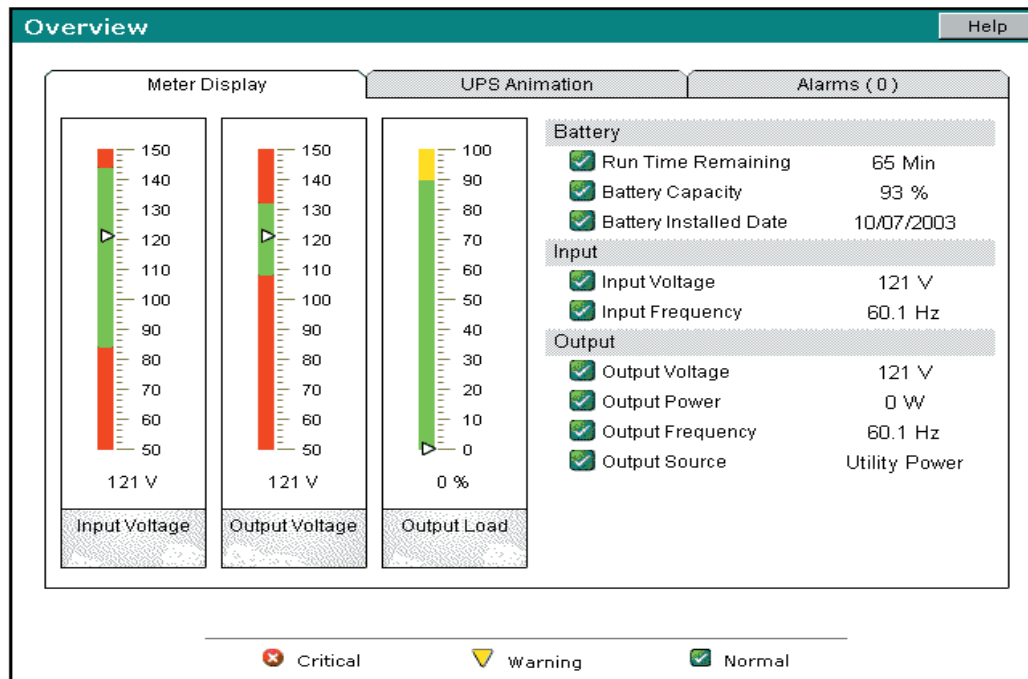 Overview
Help
Meter Display
UPS Animation
Alarms ( 0 )
150
140
130
120
110
100
90
80
70
60
50
121 V
Input Voltage
150
140
130
120
110
100
90
80
70
60
50
121 V
Output Voltage
100
90
80
70
60
50
40
30
20
10
0
0 %
Output Load
Battery
Run Time Remaining 65 Min
Battery Capacity 93 %
Battery Installed Date 10/07/2003
Input
Input Voltage 121 V
Input Frequency 60.1 Hz
Output
Output Voltage 121 V
Output Power 0 W
Output Frequency 60.1 Hz
Output Source Utility Power
Critical
Warning
Normal